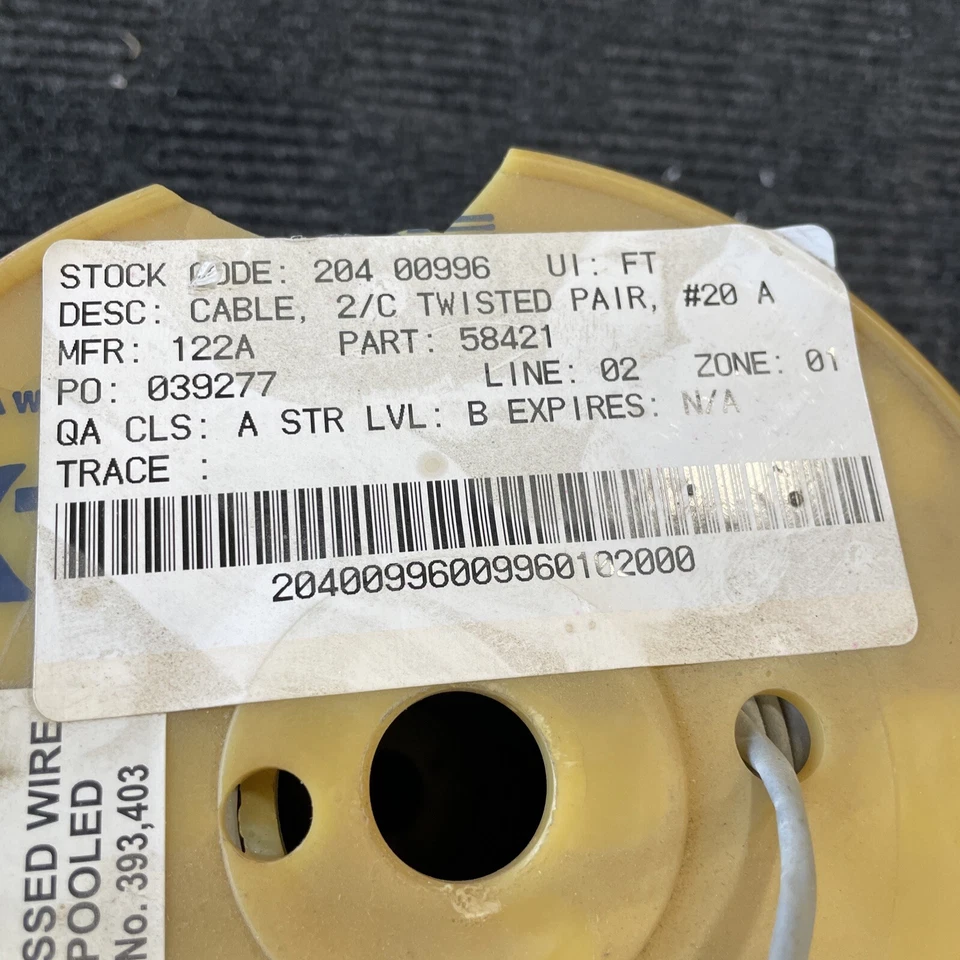 STOCK CODE: 204 00996 UI: FT
DESC: CABLE, 2/C TWISTED PAIR, #20 A
MFR: 122A PART: 58421
PO: 039277 LINE: 02 ZONE: 01
QA CLS: A STR LVL: B EXPIRES: N/A
TRACE :
20400996009960102000
SSED WIRE
POOLED
No. 393,403